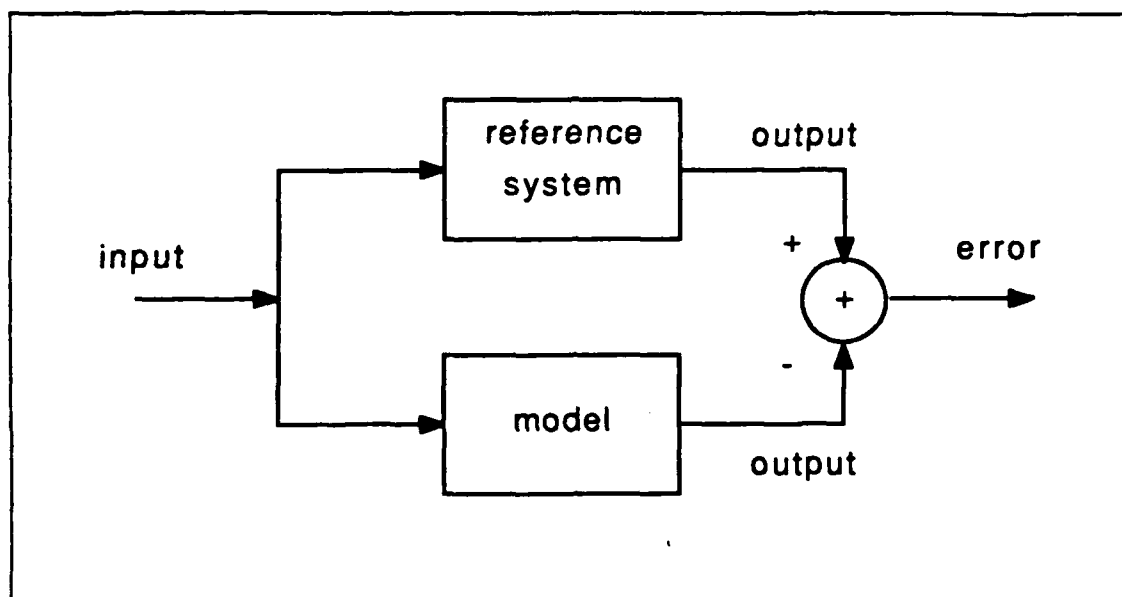 reference
system
output
input
+
error
+
-
model
output